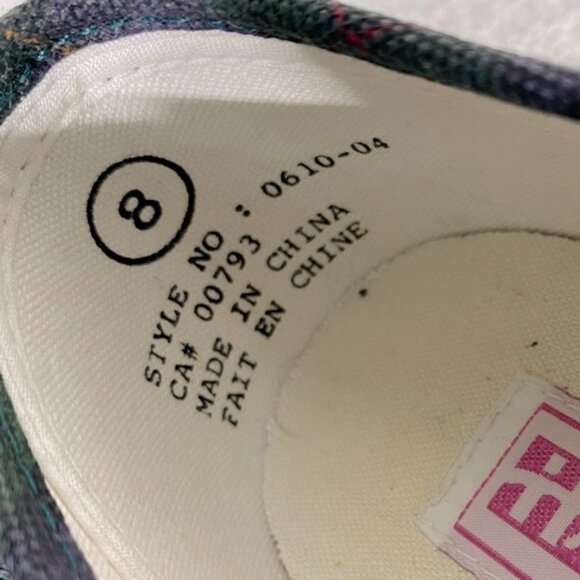 8
STYLE NO : 0610-04
CA# 00793
MADE IN CHINA
FAIT EN CHINE